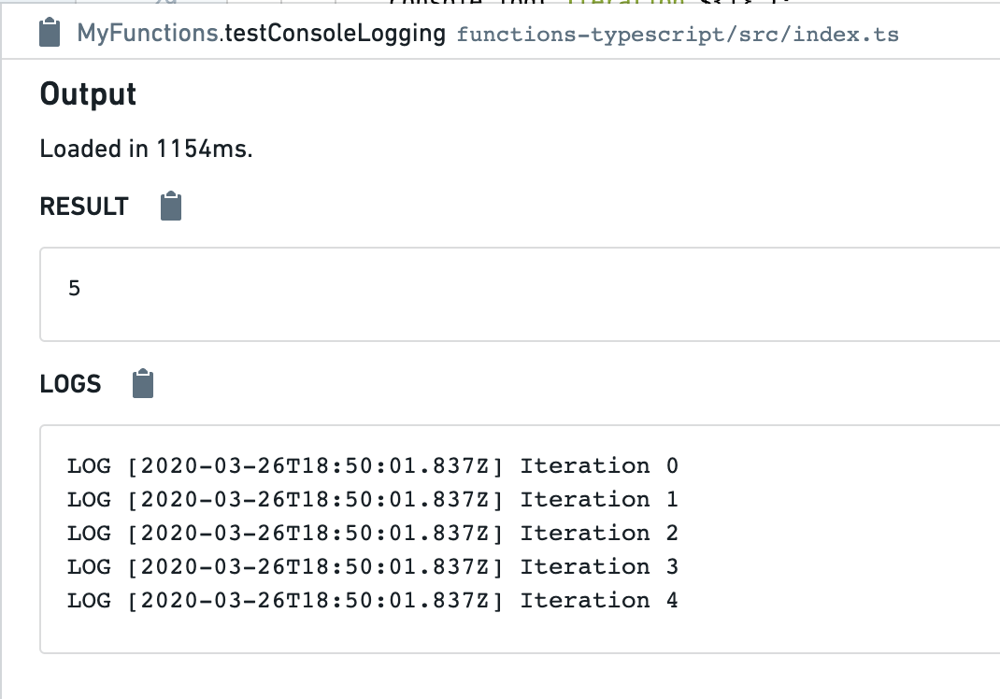 MyFunctions.testConsoleLogging functions-typescript/src/index.ts
Output
Loaded in 1154ms.
RESULT
5
LOGS
LOG [2020-03-26T18:50:01.837Z] Iteration 0
LOG [2020-03-26T18:50:01.837Z] Iteration 1
LOG [2020-03-26T18:50:01.837Z] Iteration 2
LOG [2020-03-26T18:50:01.837Z] Iteration 3
LOG [2020-03-26T18:50:01.837Z] Iteration 4